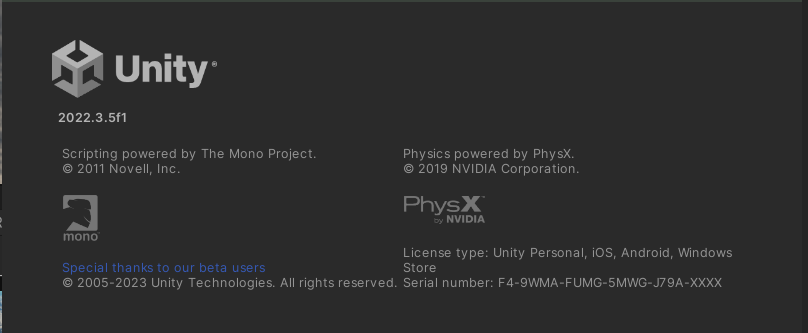 Unity®
2022.3.5f1
Scripting powered by The Mono Project.
© 2011 Novell, Inc.
mono
Special thanks to our beta users
© 2005-2023 Unity Technologies. All rights reserved.
Physics powered by PhysX.
© 2019 NVIDIA Corporation.
PhysX™
by NVIDIA
License type: Unity Personal, iOS, Android, Windows
Store
Serial number: F4-9WMA-FUMG-5MWG-J79A-XXXX